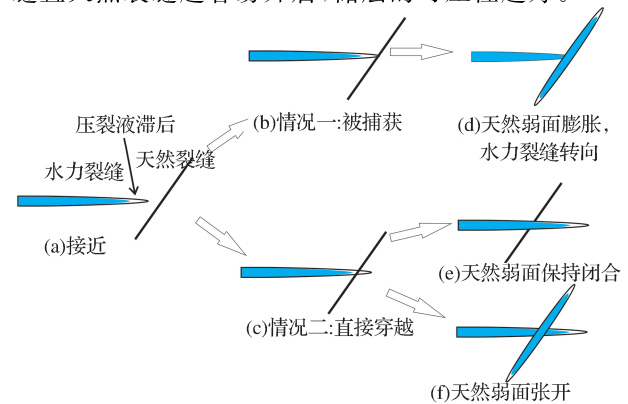 压裂液滞后
水力裂缝
天然裂缝
(a)接近
(b)情况一:被捕获
(c)情况二:直接穿越
(d)天然弱面膨胀,
水力裂缝转向
(e)天然弱面保持闭合
(f)天然弱面张开